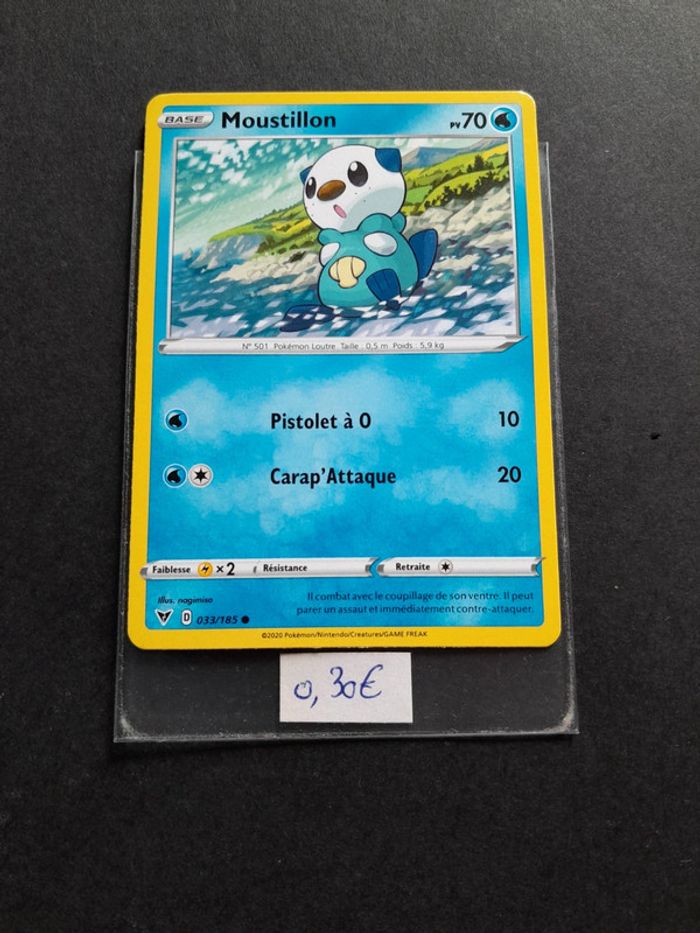 BASE Moustillon PV70
N° 501 Pokémon Loutre Taille : 0,5 m Poids : 5,9 kg
Pistolet à O 10
Carap'Attaque 20
Faiblesse ×2 Résistance Retraite
Illus. nagimiso
Il combat avec le coupillage de son ventre. Il peut
parer un assaut et immédiatement contre-attaquer.
D 033/185
©2020 Pokémon/Nintendo/Creatures/GAME FREAK
0,30€